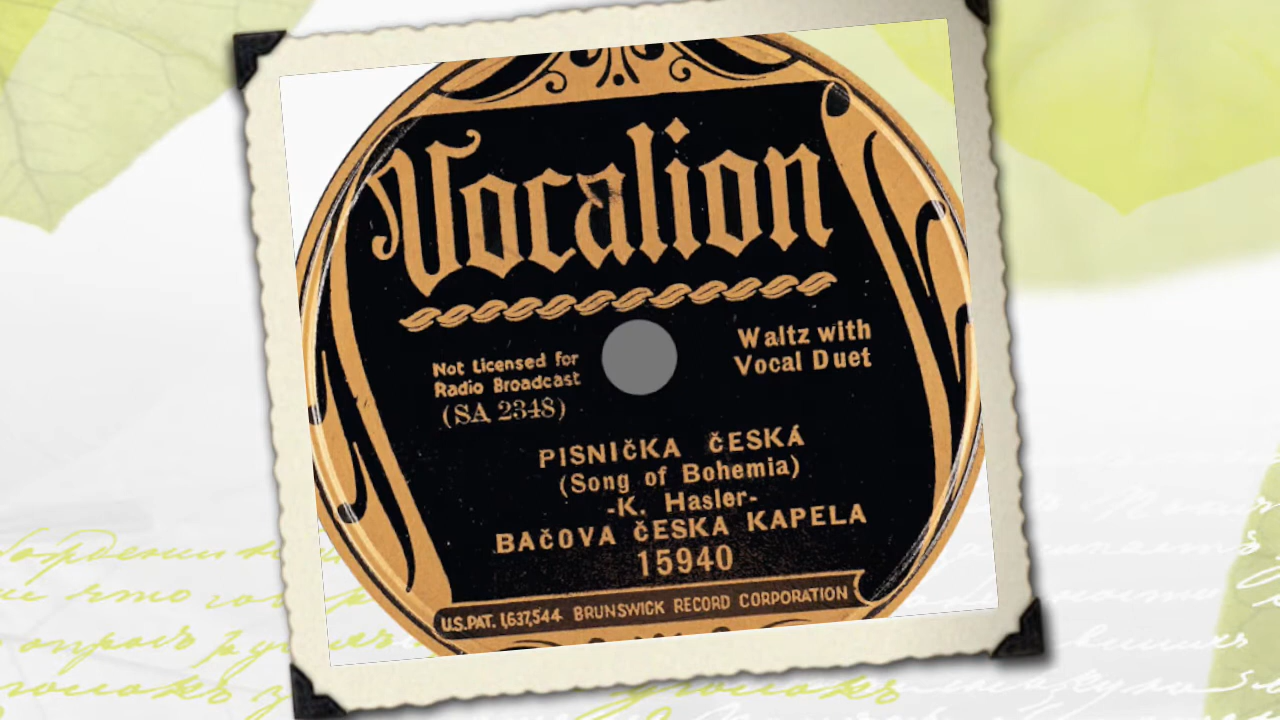 Vocalion
Not Licensed for
Radio Broadcast
(SA 2348)
Waltz with
Vocal Duet
PISNIČKA ČESKÁ
(Song of Bohemia)
-K. Hasler-
BAČOVA ČESKA KAPELA
15940
U.S.PAT. 1,637,544 BRUNSWICK RECORD CORPORATION